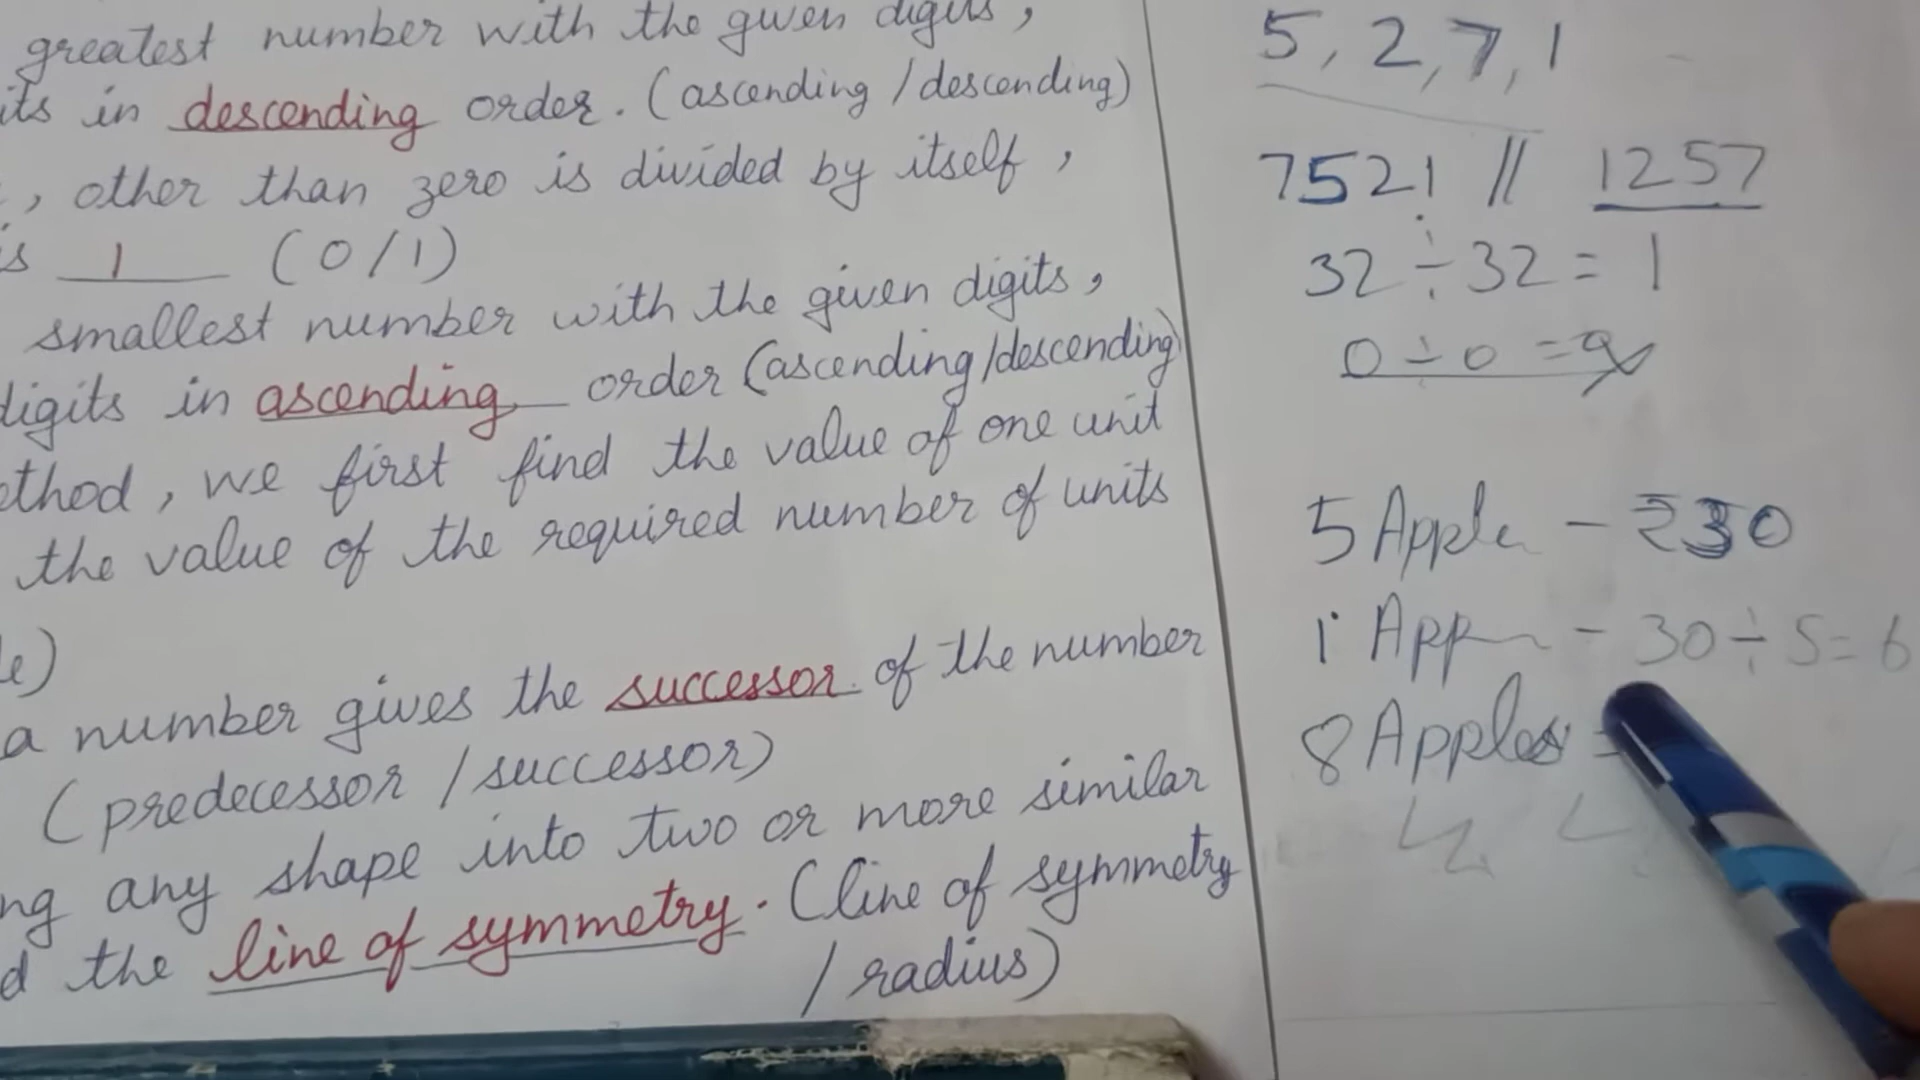 greatest number with the given digits,
its in descending order. (ascending / descending)
, other than zero is divided by itself,
is 1 (0/1)
smallest number with the given digits,
digits in ascending order (ascending/descending)
ethod, we first find the value of one unit
the value of the required number of units
le)
a number gives the successor of the number
(predecessor / successor)
ng any shape into two or more similar
d the line of symmetry. (line of symmetry
/ radius)
5, 2, 7, 1
7521 // 1257
32 ÷ 32 = 1
0 ÷ 0 =
5 Apple - ₹30
1 App - 30 ÷ 5 = 6
8 Apples =